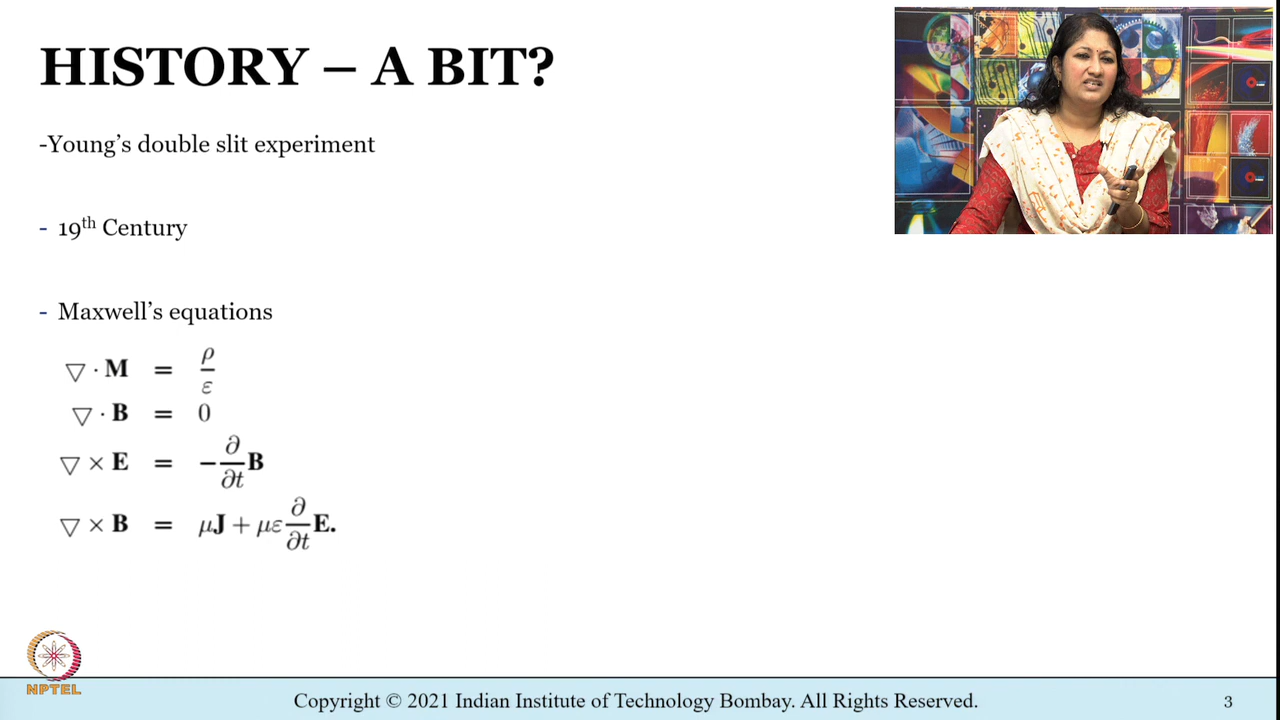 HISTORY – A BIT?
-Young's double slit experiment
- 19th Century
- Maxwell's equations
▽ · M = ρ/ε
▽ · B = 0
▽ × E = −∂/∂t B
▽ × B = μJ + με ∂/∂t E.
NPTEL
Copyright © 2021 Indian Institute of Technology Bombay. All Rights Reserved.
3